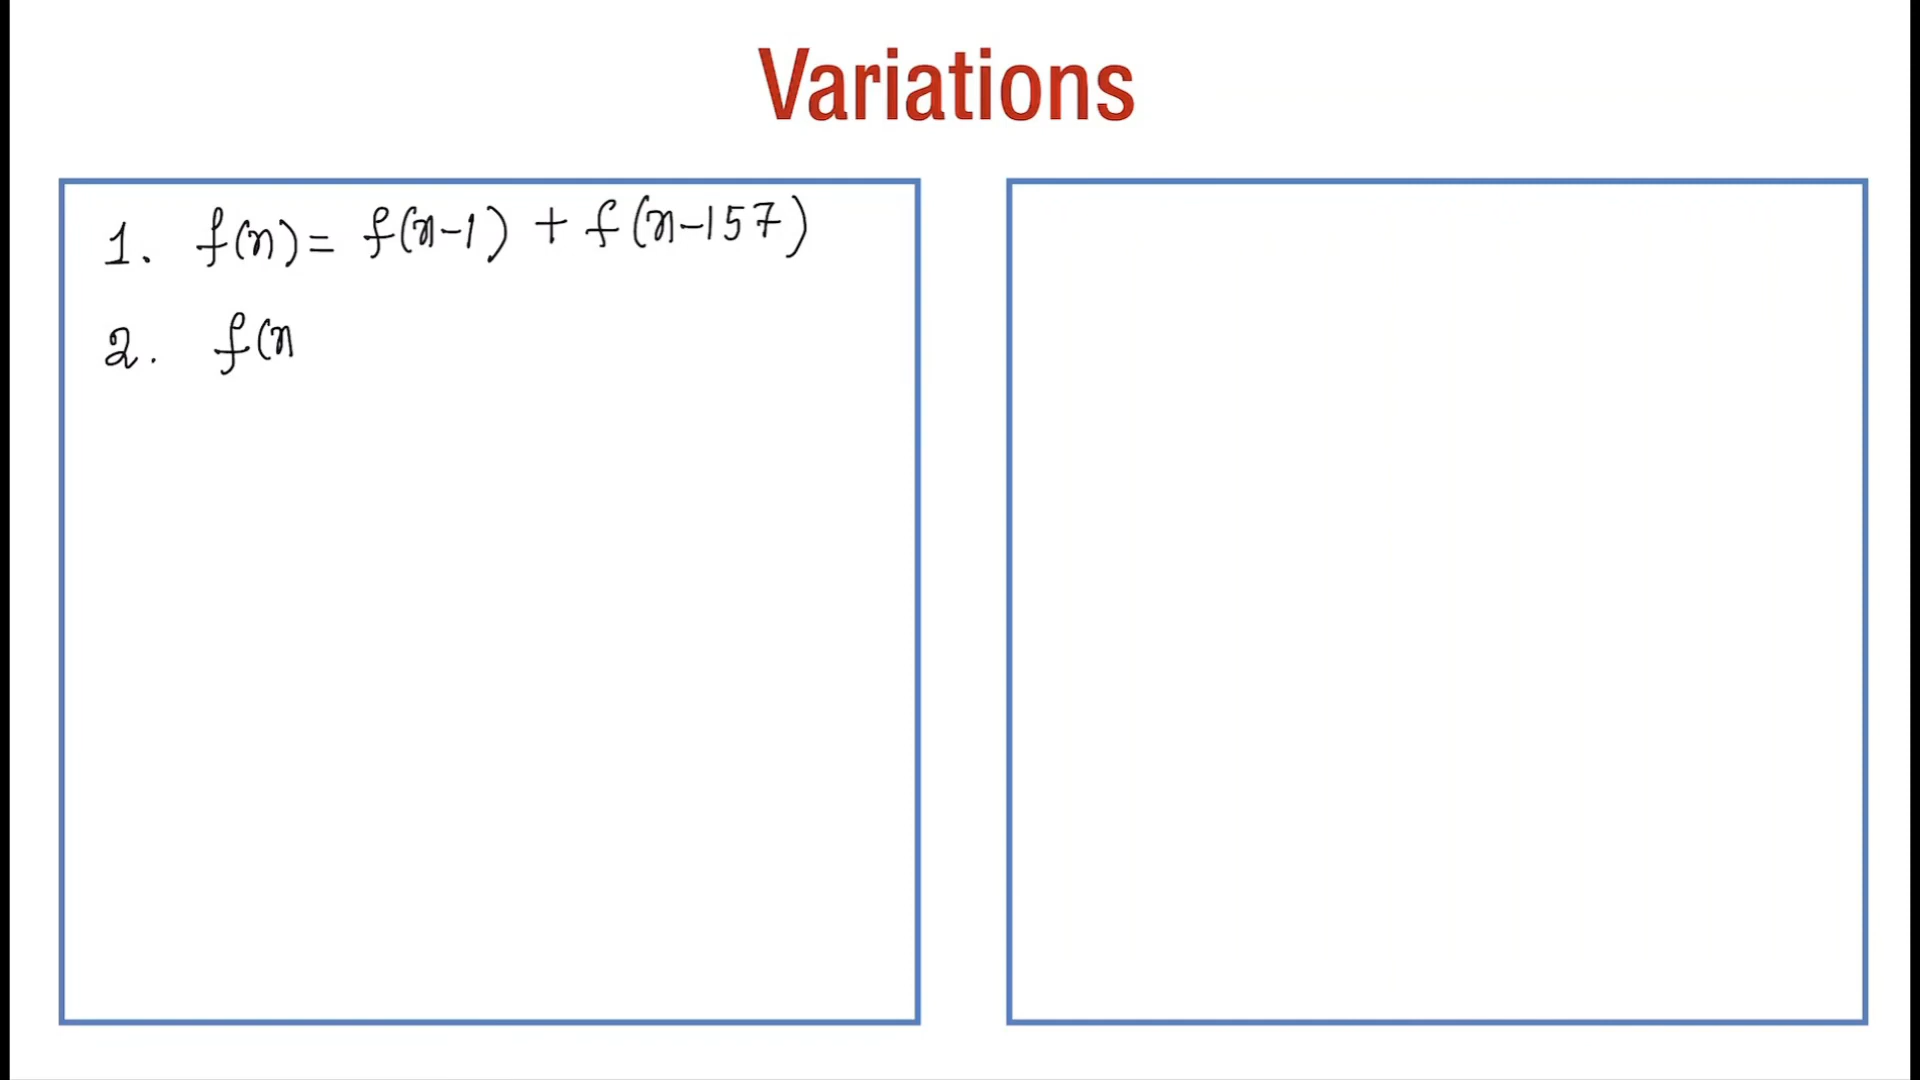 Variations
1. f(n) = f(n-1) + f(n-157)
2. f(n